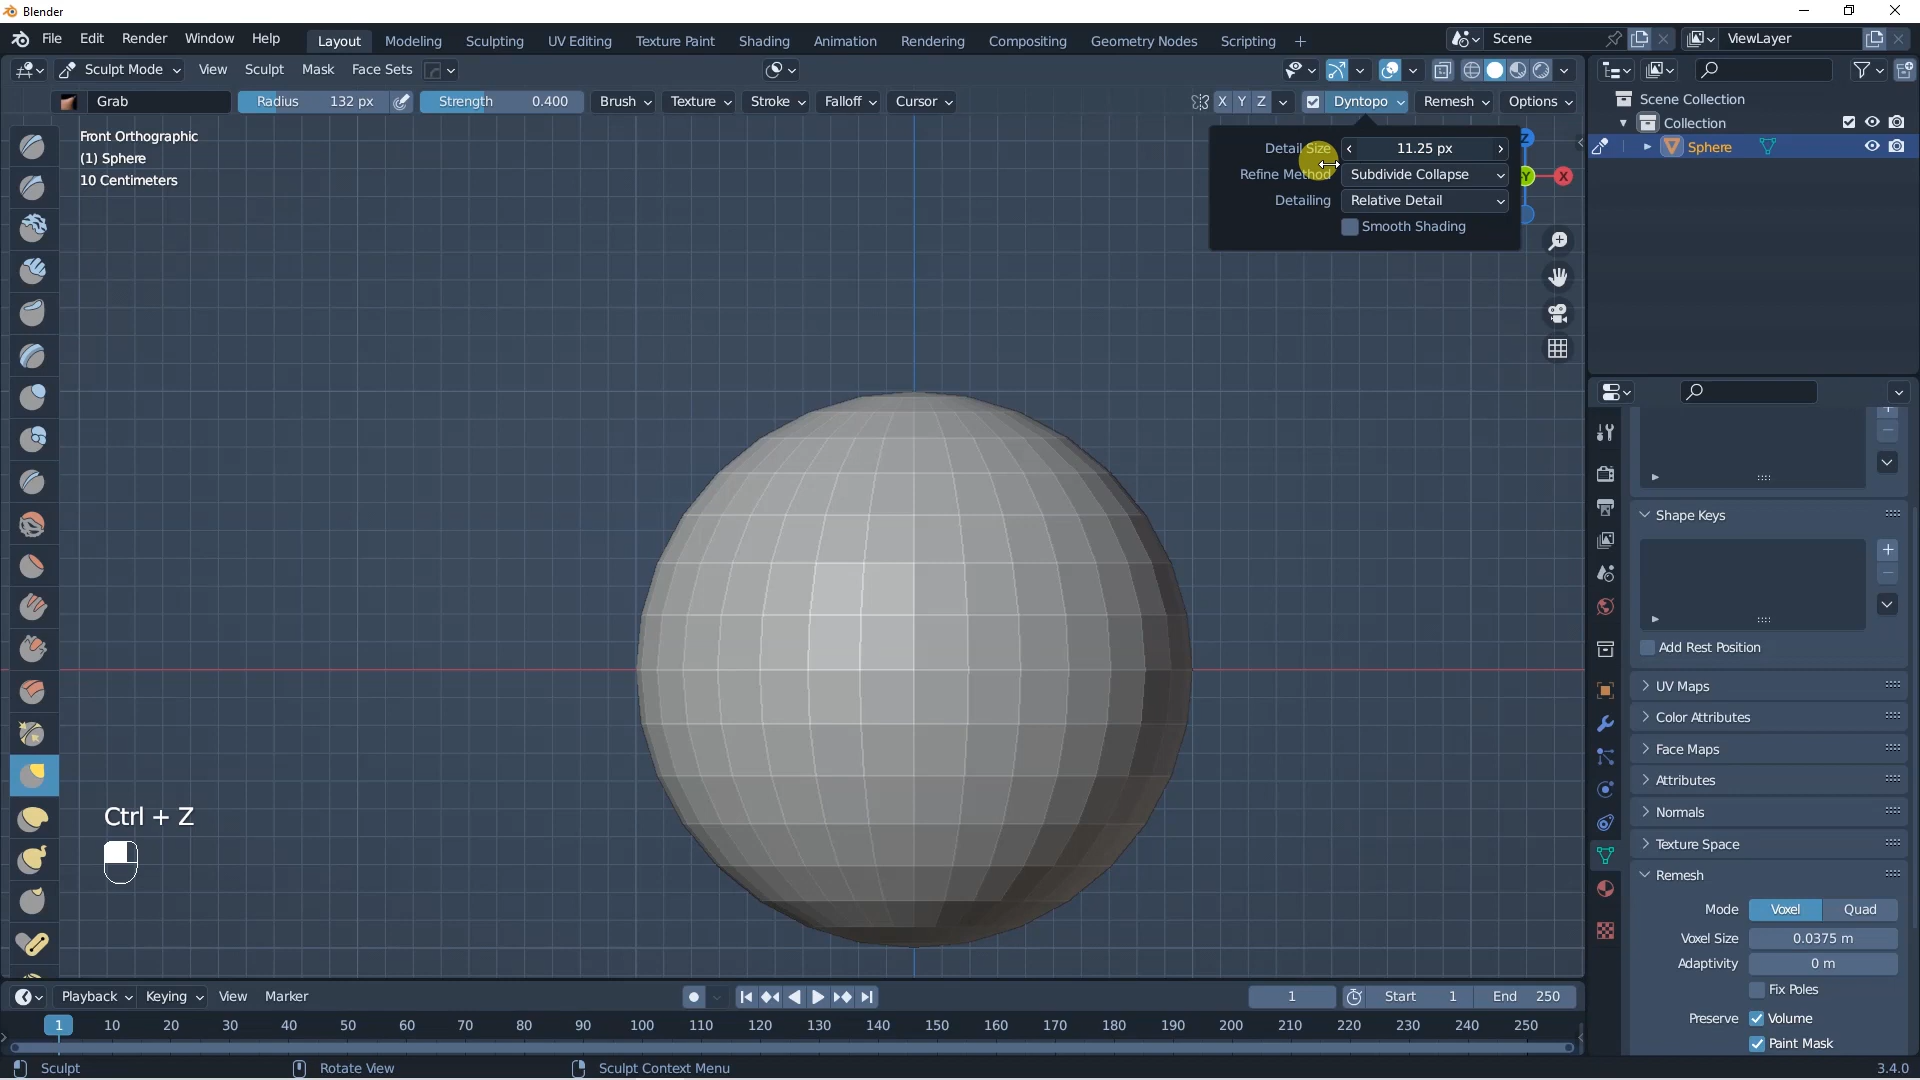 Blender
File Edit Render Window Help Layout Modeling Sculpting UV Editing Texture Paint Shading Animation Rendering Compositing Geometry Nodes Scripting + Scene ViewLayer
Sculpt Mode View Sculpt Mask Face Sets
Grab Radius 132 px Strength 0.400 Brush Texture Stroke Falloff Cursor X Y Z Dyntopo Remesh Options
Scene Collection
Collection
Sphere
Front Orthographic
(1) Sphere
10 Centimeters
Detail Size 11.25 px
Refine Method Subdivide Collapse
Detailing Relative Detail
Smooth Shading
Z
Y
X
Ctrl + Z
Shape Keys
Add Rest Position
UV Maps
Color Attributes
Face Maps
Attributes
Normals
Texture Space
Remesh
Mode Voxel Quad
Voxel Size 0.0375 m
Adaptivity 0 m
Fix Poles
Preserve Volume
Paint Mask
Playback Keying View Marker 1 Start 1 End 250
1 10 20 30 40 50 60 70 80 90 100 110 120 130 140 150 160 170 180 190 200 210 220 230 240 250
Sculpt Rotate View Sculpt Context Menu 3.4.0